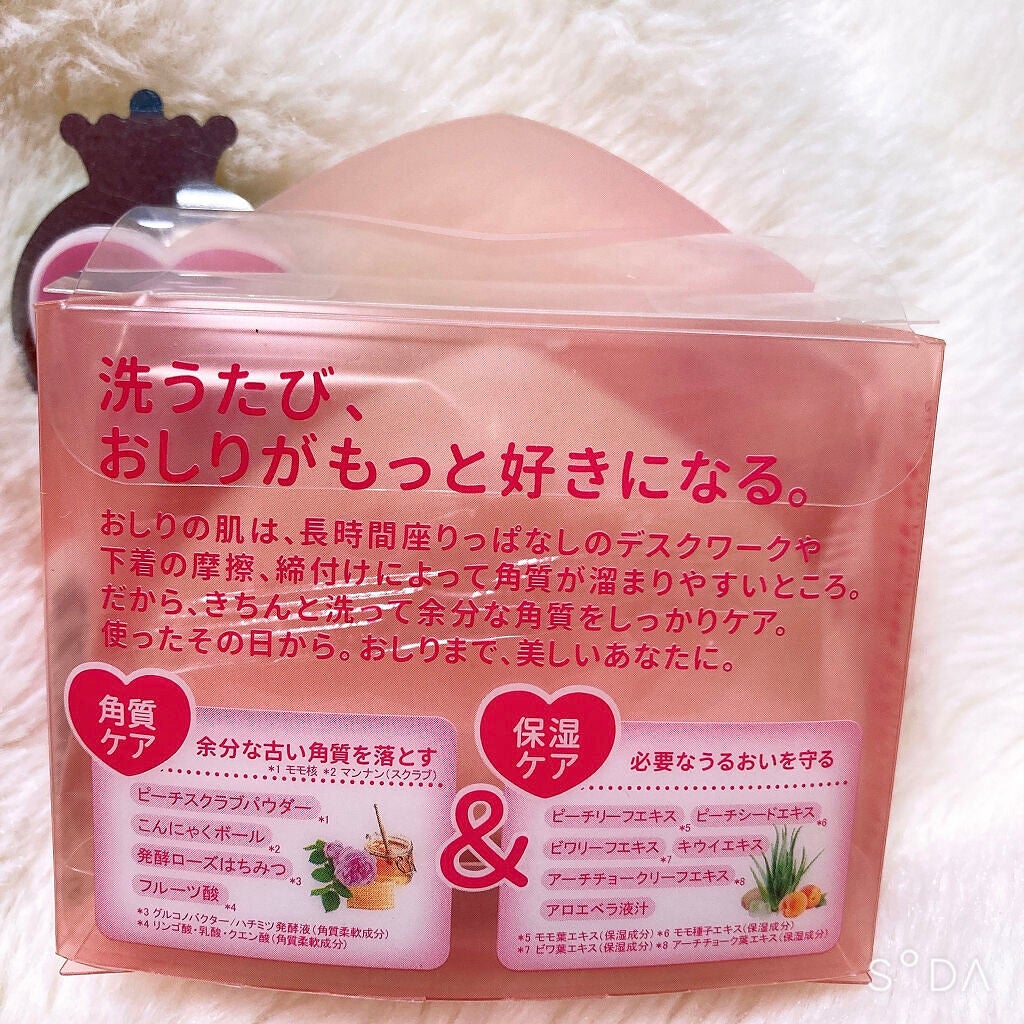 洗うたび、
おしりがもっと好きになる。
おしりの肌は、長時間座りっぱなしのデスクワークや
下着の摩擦、締付けによって角質が溜まりやすいところ。
だから、きちんと洗って余分な角質をしっかりケア。
使ったその日から。おしりまで、美しいあなたに。
角質
ケア
余分な古い角質を落とす
*1 モモ核 *2 マンナン(スクラブ)
ピーチスクラブパウダー*1
こんにゃくボール*2
発酵ローズはちみつ*3
フルーツ酸*4
*3 グルコノバクター/ハチミツ発酵液(角質柔軟成分)
*4 リンゴ酸・乳酸・クエン酸(角質柔軟成分)
&
保湿
ケア
必要なうるおいを守る
ピーチリーフエキス*5 ピーチシードエキス*6
ビワリーフエキス*7 キウイエキス
アーチチョークリーフエキス*8
アロエベラ液汁
*5 モモ葉エキス(保湿成分) *6 モモ種子エキス(保湿成分)
*7 ビワ葉エキス(保湿成分) *8 アーチチョーク葉エキス(保湿成分)
SODA